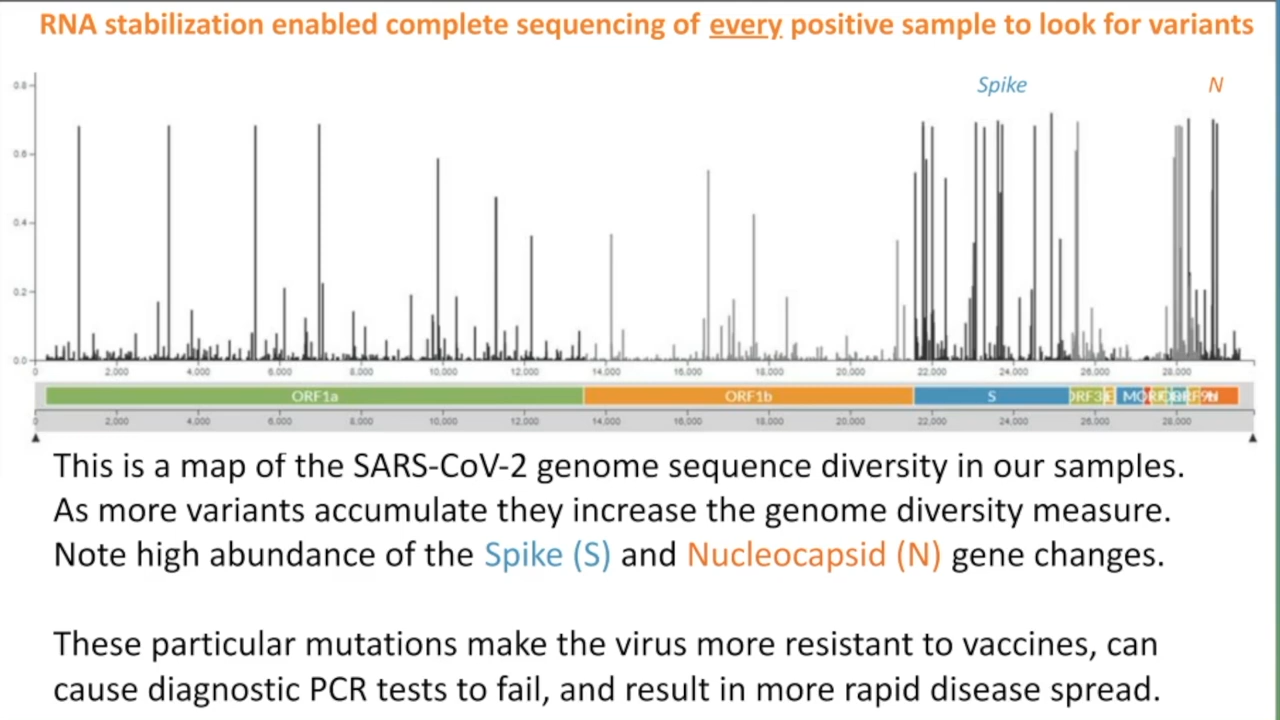 RNA stabilization enabled complete sequencing of every positive sample to look for variants
Spike
N
0.8
0.6
0.4
0.2
0.0
0 2,000 4,000 6,000 8,000 10,000 12,000 14,000 16,000 18,000 20,000 22,000 24,000 26,000 28,000
ORF1a ORF1b S
0 2,000 4,000 6,000 8,000 10,000 12,000 14,000 16,000 18,000 20,000 22,000 24,000 26,000 28,000
This is a map of the SARS-CoV-2 genome sequence diversity in our samples.
As more variants accumulate they increase the genome diversity measure.
Note high abundance of the Spike (S) and Nucleocapsid (N) gene changes.
These particular mutations make the virus more resistant to vaccines, can
cause diagnostic PCR tests to fail, and result in more rapid disease spread.